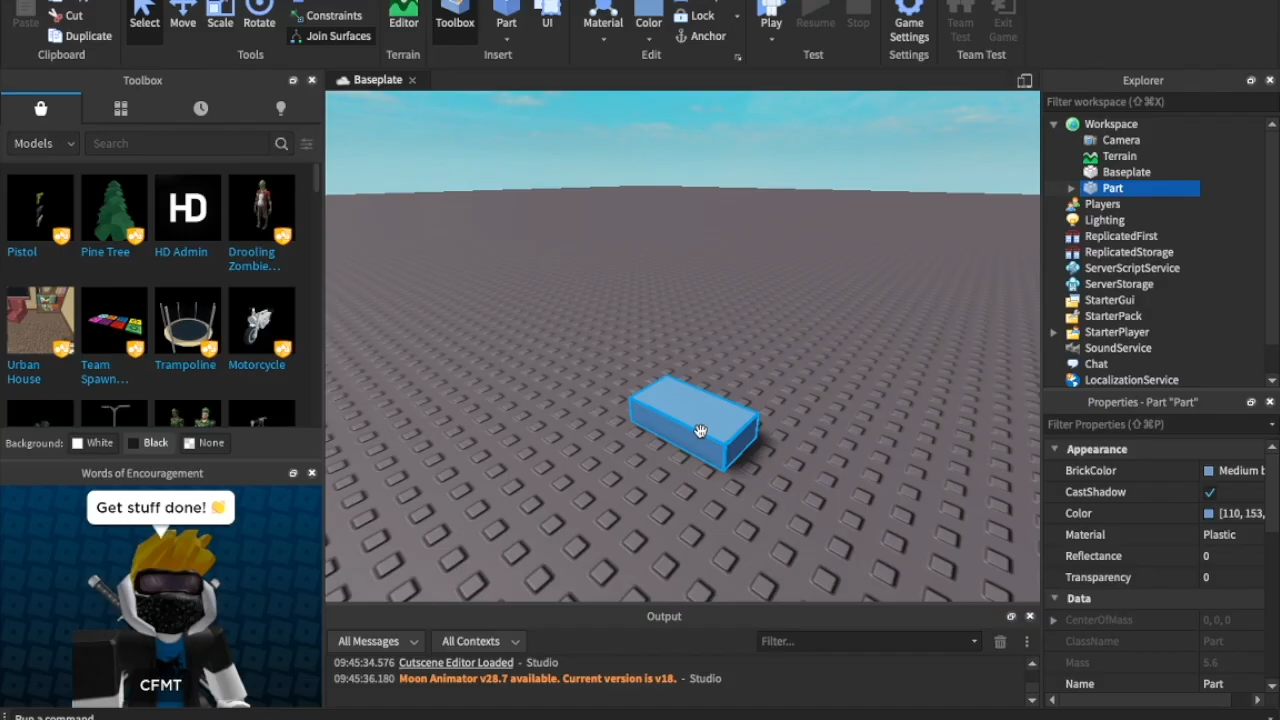 Paste
Cut
Duplicate
Clipboard
Select
Move
Scale
Rotate
Constraints
Join Surfaces
Tools
Editor
Terrain
Toolbox
Part
UI
Insert
Material
Color
Lock
Anchor
Edit
Play
Resume
Stop
Test
Game
Settings
Settings
Team
Test
Exit
Game
Team Test
Toolbox
Models
Search
Pistol
Pine Tree
HD
HD Admin
Drooling
Zombie...
Urban
House
Team
Spawn...
Trampoline
Motorcycle
Background:
White
Black
None
Words of Encouragement
Get stuff done! 👏
CFMT
Baseplate
Output
All Messages
All Contexts
Filter...
09:45:34.576 Cutscene Editor Loaded - Studio
09:45:36.180 Moon Animator v28.7 available. Current version is v18. - Studio
Explorer
Filter workspace (⇧⌘X)
Workspace
Camera
Terrain
Baseplate
Part
Players
Lighting
ReplicatedFirst
ReplicatedStorage
ServerScriptService
ServerStorage
StarterGui
StarterPack
StarterPlayer
SoundService
Chat
LocalizationService
Properties - Part "Part"
Filter Properties (⇧⌘P)
Appearance
BrickColor Medium b
CastShadow
Color [110, 153,
Material Plastic
Reflectance 0
Transparency 0
Data
CenterOfMass 0, 0, 0
ClassName Part
Mass 5.6
Name Part
Run a command